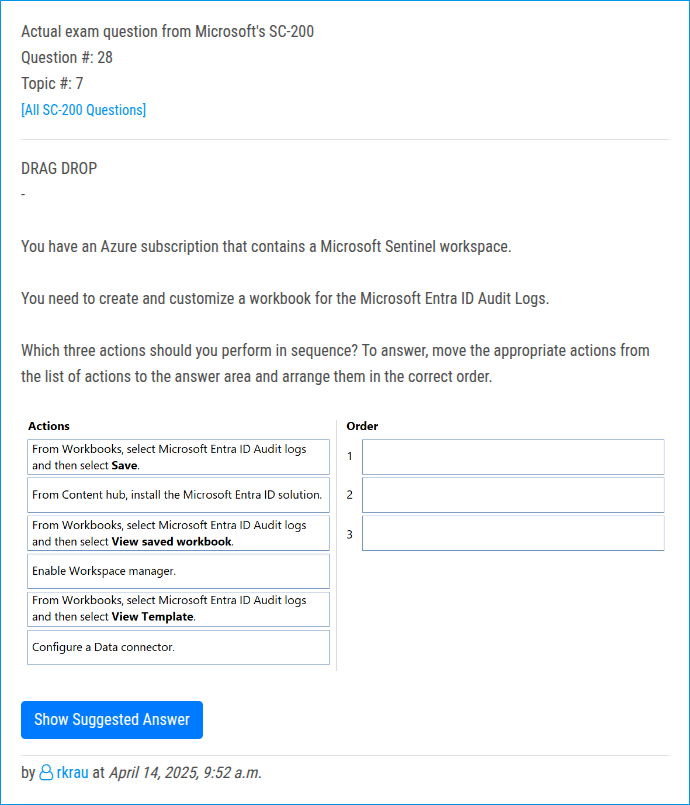 Actual exam question from Microsoft's SC-200
Question #: 28
Topic #: 7
[All SC-200 Questions]
DRAG DROP
-
You have an Azure subscription that contains a Microsoft Sentinel workspace.
You need to create and customize a workbook for the Microsoft Entra ID Audit Logs.
Which three actions should you perform in sequence? To answer, move the appropriate actions from
the list of actions to the answer area and arrange them in the correct order.
Actions
From Workbooks, select Microsoft Entra ID Audit logs
and then select Save.
From Content hub, install the Microsoft Entra ID solution.
From Workbooks, select Microsoft Entra ID Audit logs
and then select View saved workbook.
Enable Workspace manager.
From Workbooks, select Microsoft Entra ID Audit logs
and then select View Template.
Configure a Data connector.
Order
1
2
3
Show Suggested Answer
by rkrau at April 14, 2025, 9:52 a.m.